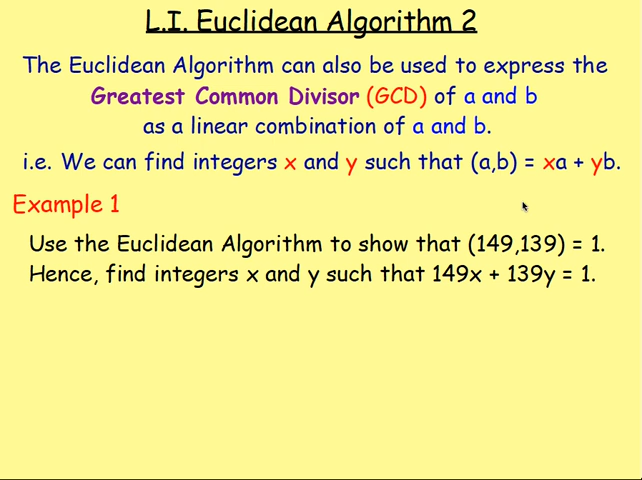 L.I. Euclidean Algorithm 2
The Euclidean Algorithm can also be used to express the
Greatest Common Divisor (GCD) of a and b
as a linear combination of a and b.
i.e. We can find integers x and y such that (a,b) = xa + yb.
Example 1
Use the Euclidean Algorithm to show that (149,139) = 1.
Hence, find integers x and y such that 149x + 139y = 1.